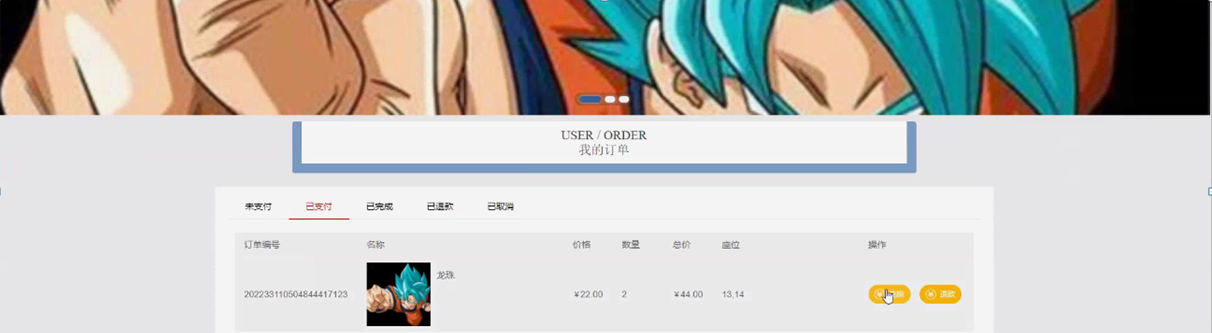 USER / ORDER
我的订单
未支付 已支付 已完成 已退款 已取消
订单编号 名称 价格 数量 总价 座位 操作
202233110504844417123 龙珠 ¥22.00 2 ¥44.00 13,14 退款